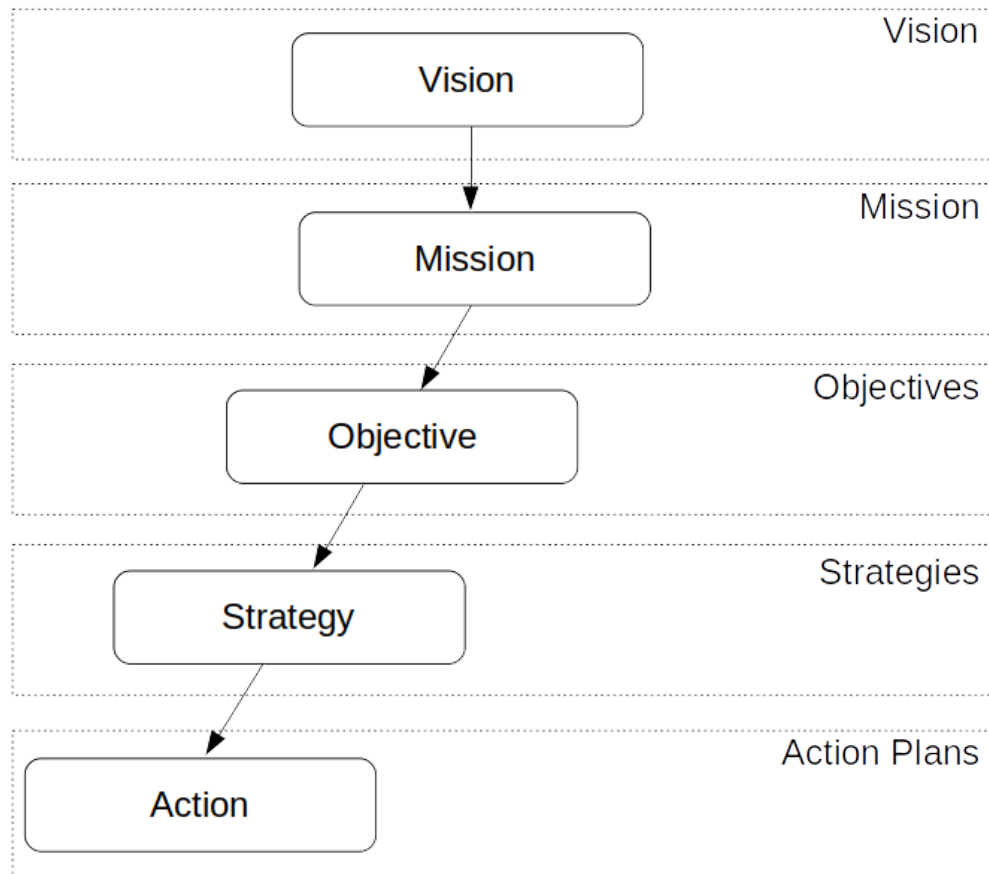 Vision
Vision
Mission
Mission
Objectives
Objective
Strategies
Strategy
Action Plans
Action